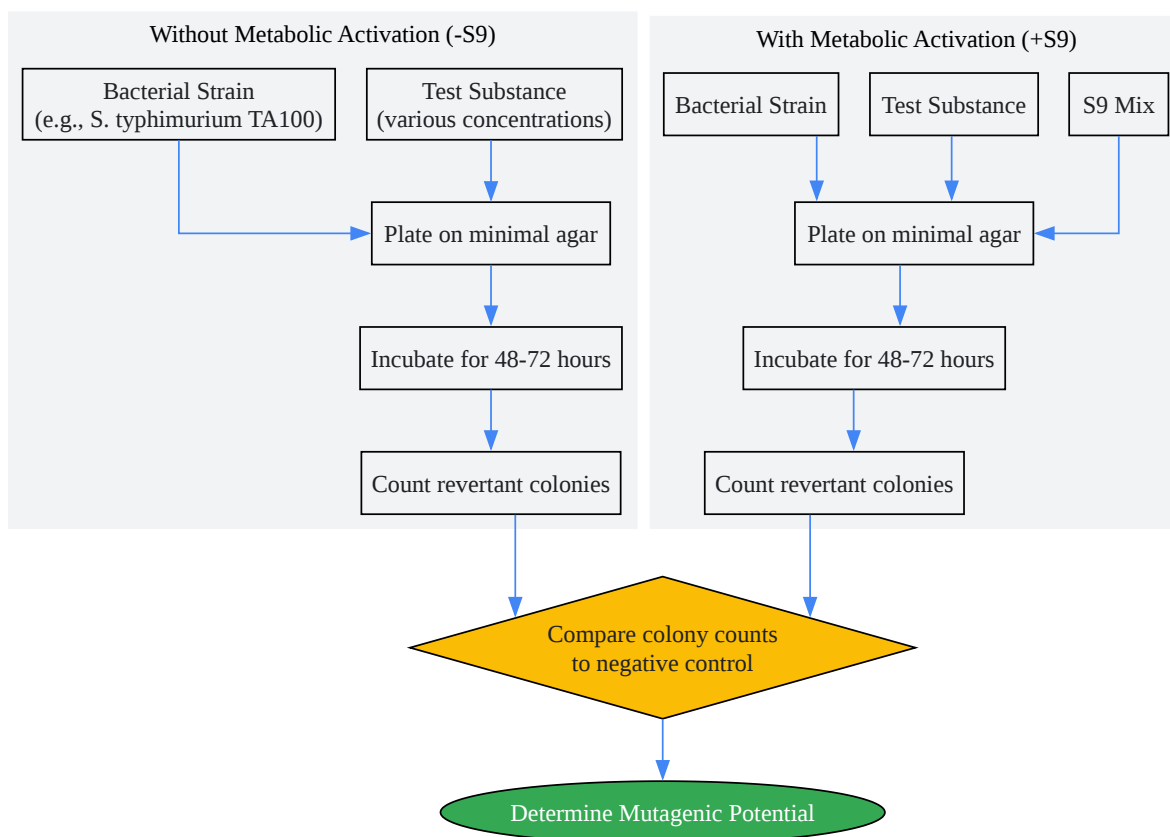 Without Metabolic Activation (-S9)
Bacterial Strain
(e.g., S. typhimurium TA100)
Test Substance
(various concentrations)
Plate on minimal agar
Incubate for 48-72 hours
Count revertant colonies
With Metabolic Activation (+S9)
Bacterial Strain
Test Substance
S9 Mix
Plate on minimal agar
Incubate for 48-72 hours
Count revertant colonies
Compare colony counts
to negative control
Determine Mutagenic Potential